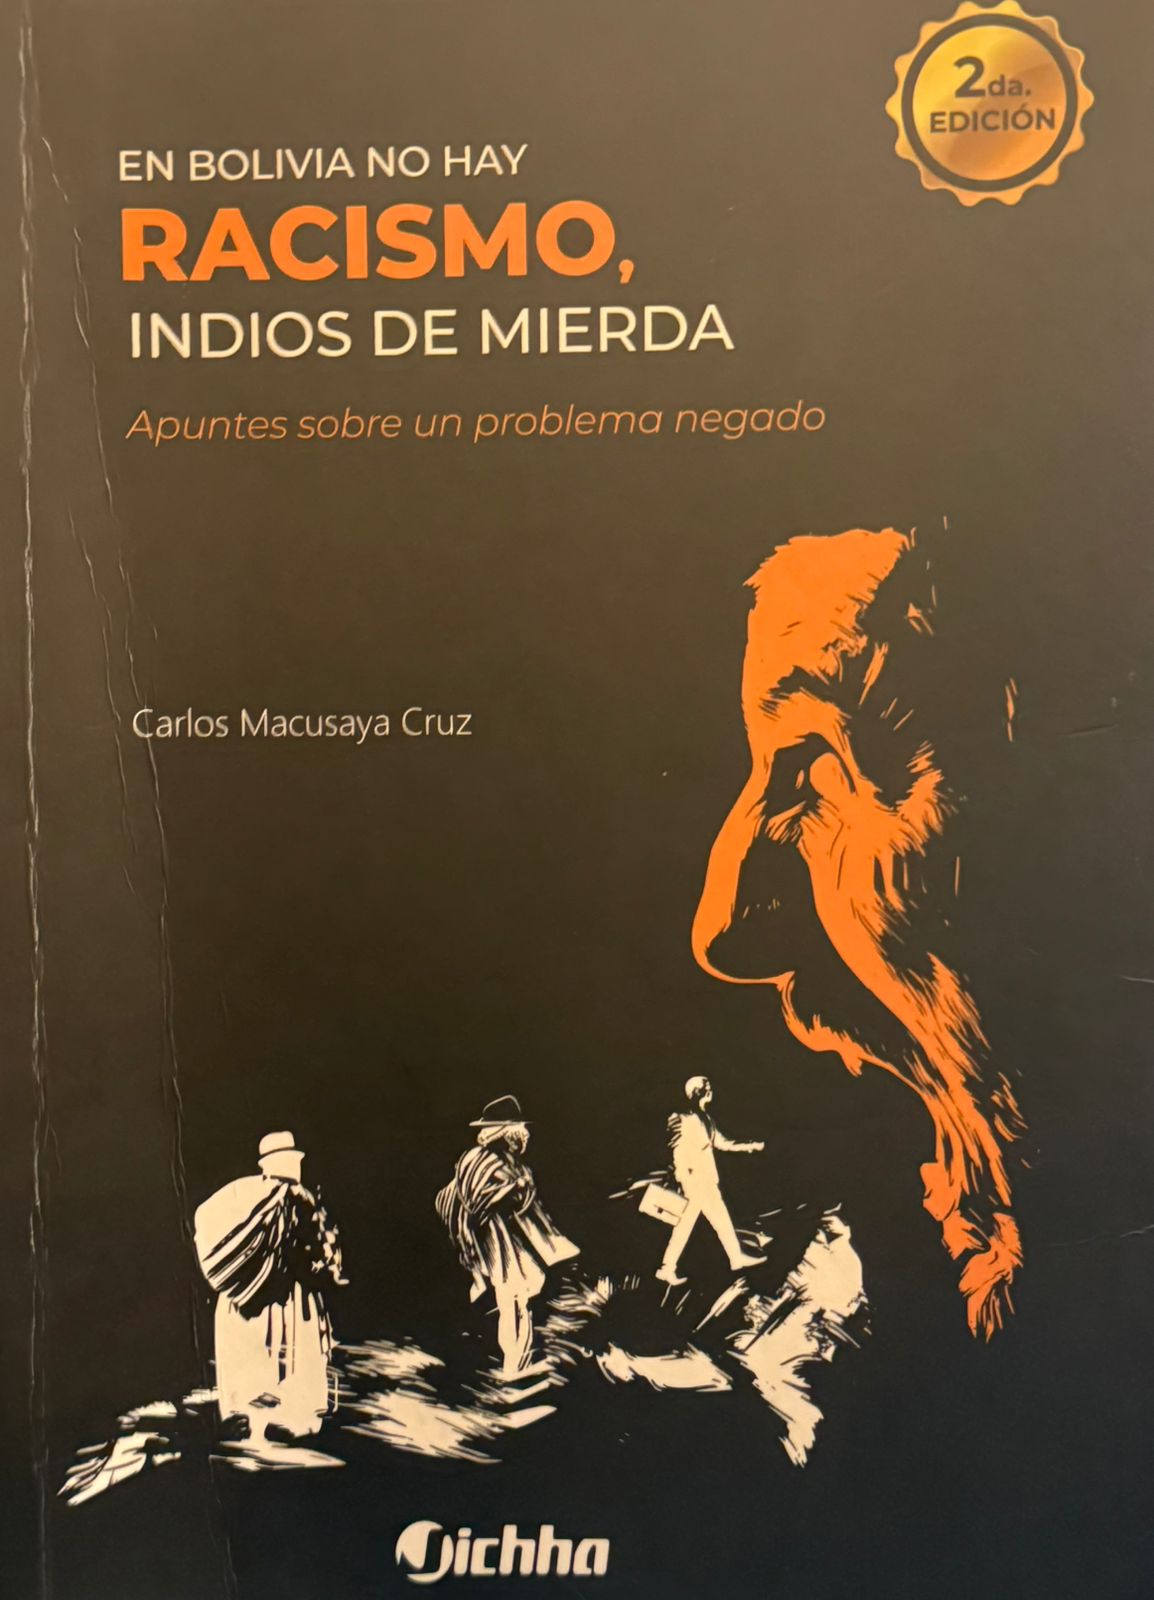 2da.
EDICIÓN
EN BOLIVIA NO HAY
RACISMO,
INDIOS DE MIERDA
Apuntes sobre un problema negado
Carlos Macusaya Cruz
Jichha